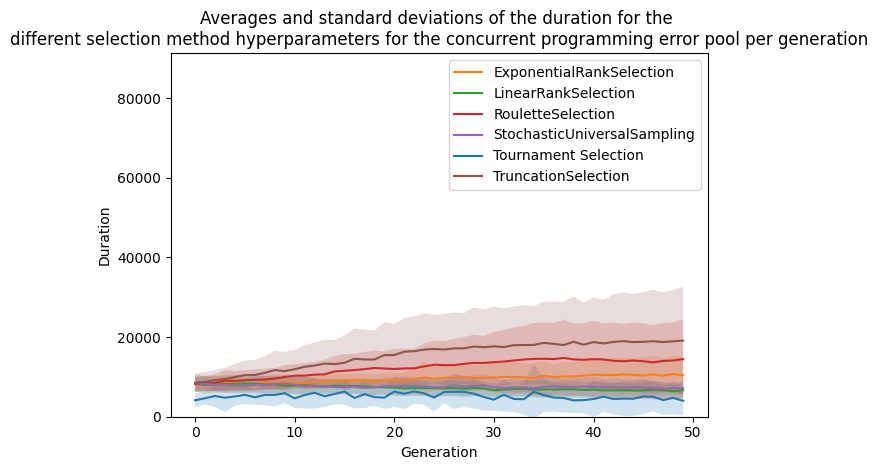 Averages and standard deviations of the duration for the
different selection method hyperparameters for the concurrent programming error pool per generation
ExponentialRankSelection
LinearRankSelection
RouletteSelection
StochasticUniversalSampling
Tournament Selection
TruncationSelection
Duration
80000
60000
40000
20000
0
0 10 20 30 40 50
Generation